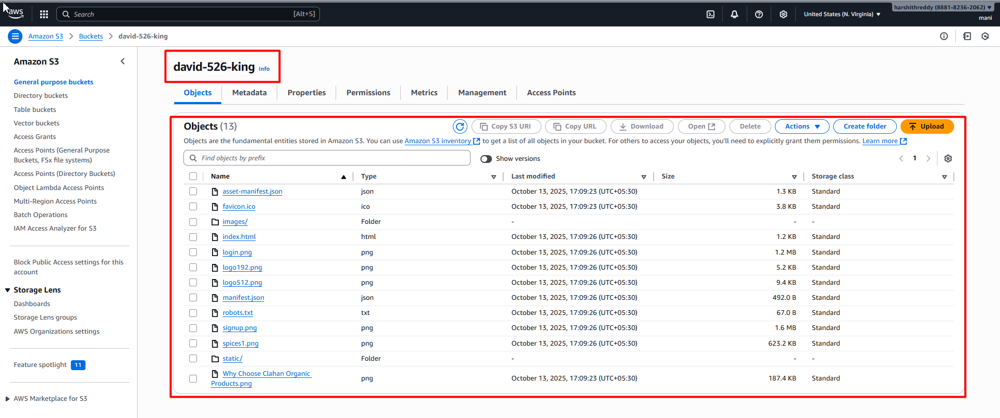 aws
Search [Alt+S]
United States (N. Virginia)
harshithreddy (8881-8236-2062)
mani
Amazon S3 > Buckets > david-526-king
Amazon S3
General purpose buckets
Directory buckets
Table buckets
Vector buckets
Access Grants
Access Points (General Purpose
Buckets, FSx file systems)
Access Points (Directory Buckets)
Object Lambda Access Points
Multi-Region Access Points
Batch Operations
IAM Access Analyzer for S3
Block Public Access settings for this
account
Storage Lens
Dashboards
Storage Lens groups
AWS Organizations settings
Feature spotlight 11
AWS Marketplace for S3
david-526-king Info
Objects Metadata Properties Permissions Metrics Management Access Points
Objects (13)
Copy S3 URI Copy URL Download Open Delete Actions Create folder Upload
Objects are the fundamental entities stored in Amazon S3. You can use Amazon S3 inventory to get a list of all objects in your bucket. For others to access your objects, you'll need to explicitly grant them permissions. Learn more
Find objects by prefix Show versions 1
Name Type Last modified Size Storage class
asset-manifest.json json October 13, 2025, 17:09:23 (UTC+05:30) 1.3 KB Standard
favicon.ico ico October 13, 2025, 17:09:23 (UTC+05:30) 3.8 KB Standard
images/ Folder - - -
index.html html October 13, 2025, 17:09:26 (UTC+05:30) 1.2 KB Standard
login.png png October 13, 2025, 17:09:26 (UTC+05:30) 1.2 MB Standard
logo192.png png October 13, 2025, 17:09:26 (UTC+05:30) 5.2 KB Standard
logo512.png png October 13, 2025, 17:09:26 (UTC+05:30) 9.4 KB Standard
manifest.json json October 13, 2025, 17:09:26 (UTC+05:30) 492.0 B Standard
robots.txt txt October 13, 2025, 17:09:26 (UTC+05:30) 67.0 B Standard
signup.png png October 13, 2025, 17:09:26 (UTC+05:30) 1.6 MB Standard
spices1.png png October 13, 2025, 17:09:26 (UTC+05:30) 623.2 KB Standard
static/ Folder - - -
Why Choose Clahan Organic
Products.png png October 13, 2025, 17:09:23 (UTC+05:30) 187.4 KB Standard